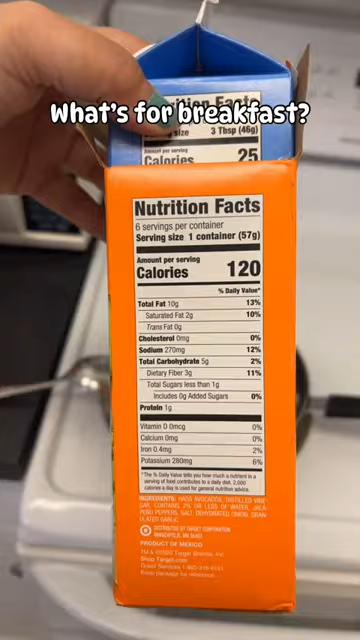 Nutrition Facts
What's for breakfast?
size 3 Tbsp (46g)
Amount per serving
Calories 25
Nutrition Facts
6 servings per container
Serving size 1 container (57g)
Amount per serving
Calories 120
% Daily Value*
Total Fat 10g 13%
Saturated Fat 2g 10%
Trans Fat 0g
Cholesterol 0mg 0%
Sodium 270mg 12%
Total Carbohydrate 5g 2%
Dietary Fiber 3g 11%
Total Sugars less than 1g
Includes 0g Added Sugars 0%
Protein 1g
Vitamin D 0mcg 0%
Calcium 0mg 0%
Iron 0.4mg 2%
Potassium 280mg 6%
*The % Daily Value tells you how much a nutrient in a
serving of food contributes to a daily diet. 2,000
calories a day is used for general nutrition advice.
INGREDIENTS: HASS AVOCADOS, DISTILLED VINE-
GAR, CONTAINS 2% OR LESS OF WATER, JALA-
PENO PEPPERS, SALT, DEHYDRATED ONION, GRAN-
ULATED GARLIC.
DISTRIBUTED BY TARGET CORPORATION
MINNEAPOLIS, MN 55403
PRODUCT OF MEXICO
TM & ©2023 Target Brands, Inc.
Shop Target.com
Guest Services 1-800-316-6151
Keep package for reference